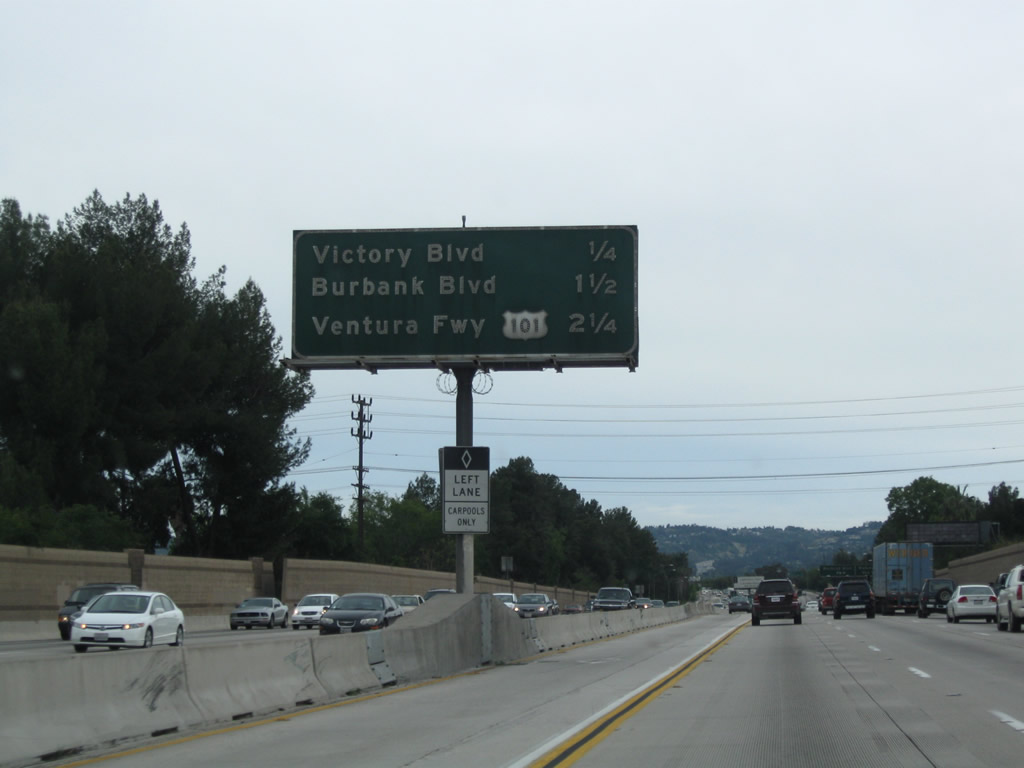 Victory Blvd 1/4
Burbank Blvd 1 1/2
Ventura Fwy 101 2 1/4
LEFT
LANE
CARPOOLS
ONLY